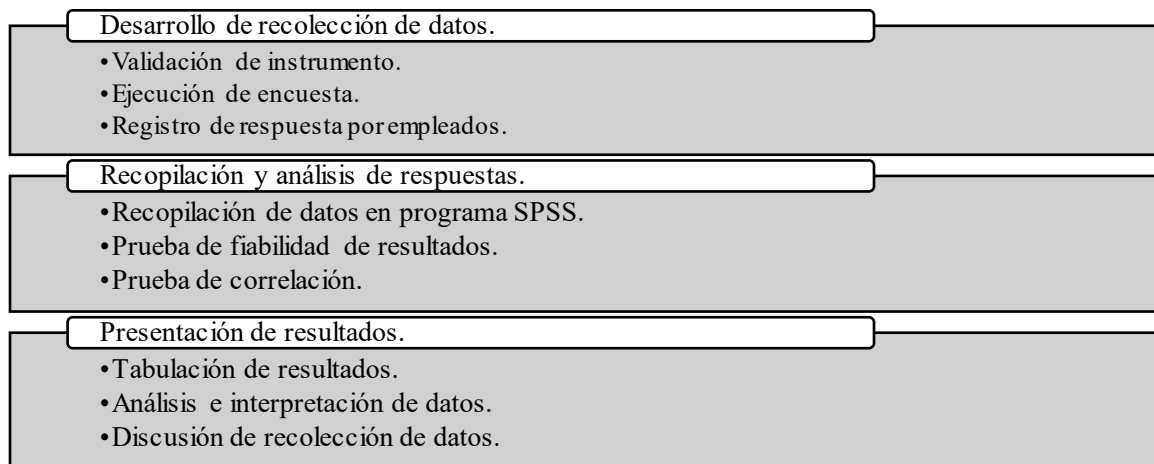 Desarrollo de recolección de datos.
•Validación de instrumento.
•Ejecución de encuesta.
•Registro de respuesta por empleados.
Recopilación y análisis de respuestas.
•Recopilación de datos en programa SPSS.
•Prueba de fiabilidad de resultados.
•Prueba de correlación.
Presentación de resultados.
•Tabulación de resultados.
•Análisis e interpretación de datos.
•Discusión de recolección de datos.